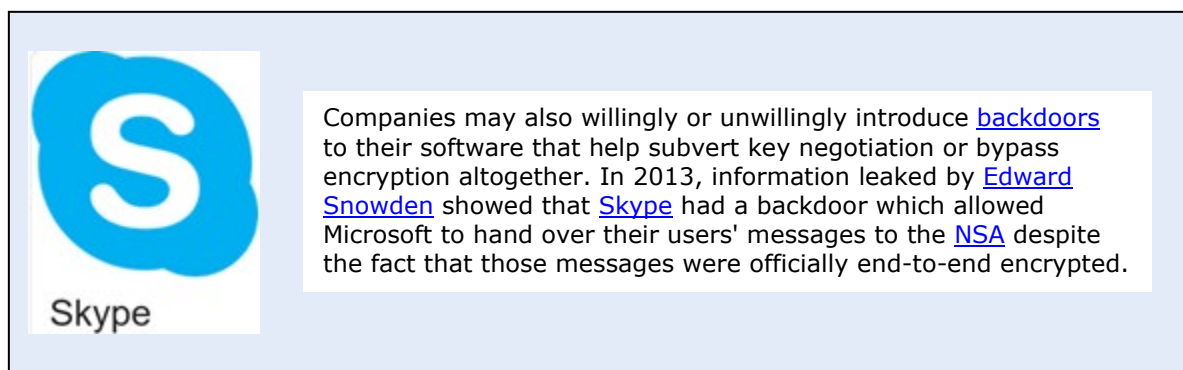 S
Skype
Companies may also willingly or unwillingly introduce backdoors
to their software that help subvert key negotiation or bypass
encryption altogether. In 2013, information leaked by Edward
Snowden showed that Skype had a backdoor which allowed
Microsoft to hand over their users' messages to the NSA despite
the fact that those messages were officially end-to-end encrypted.